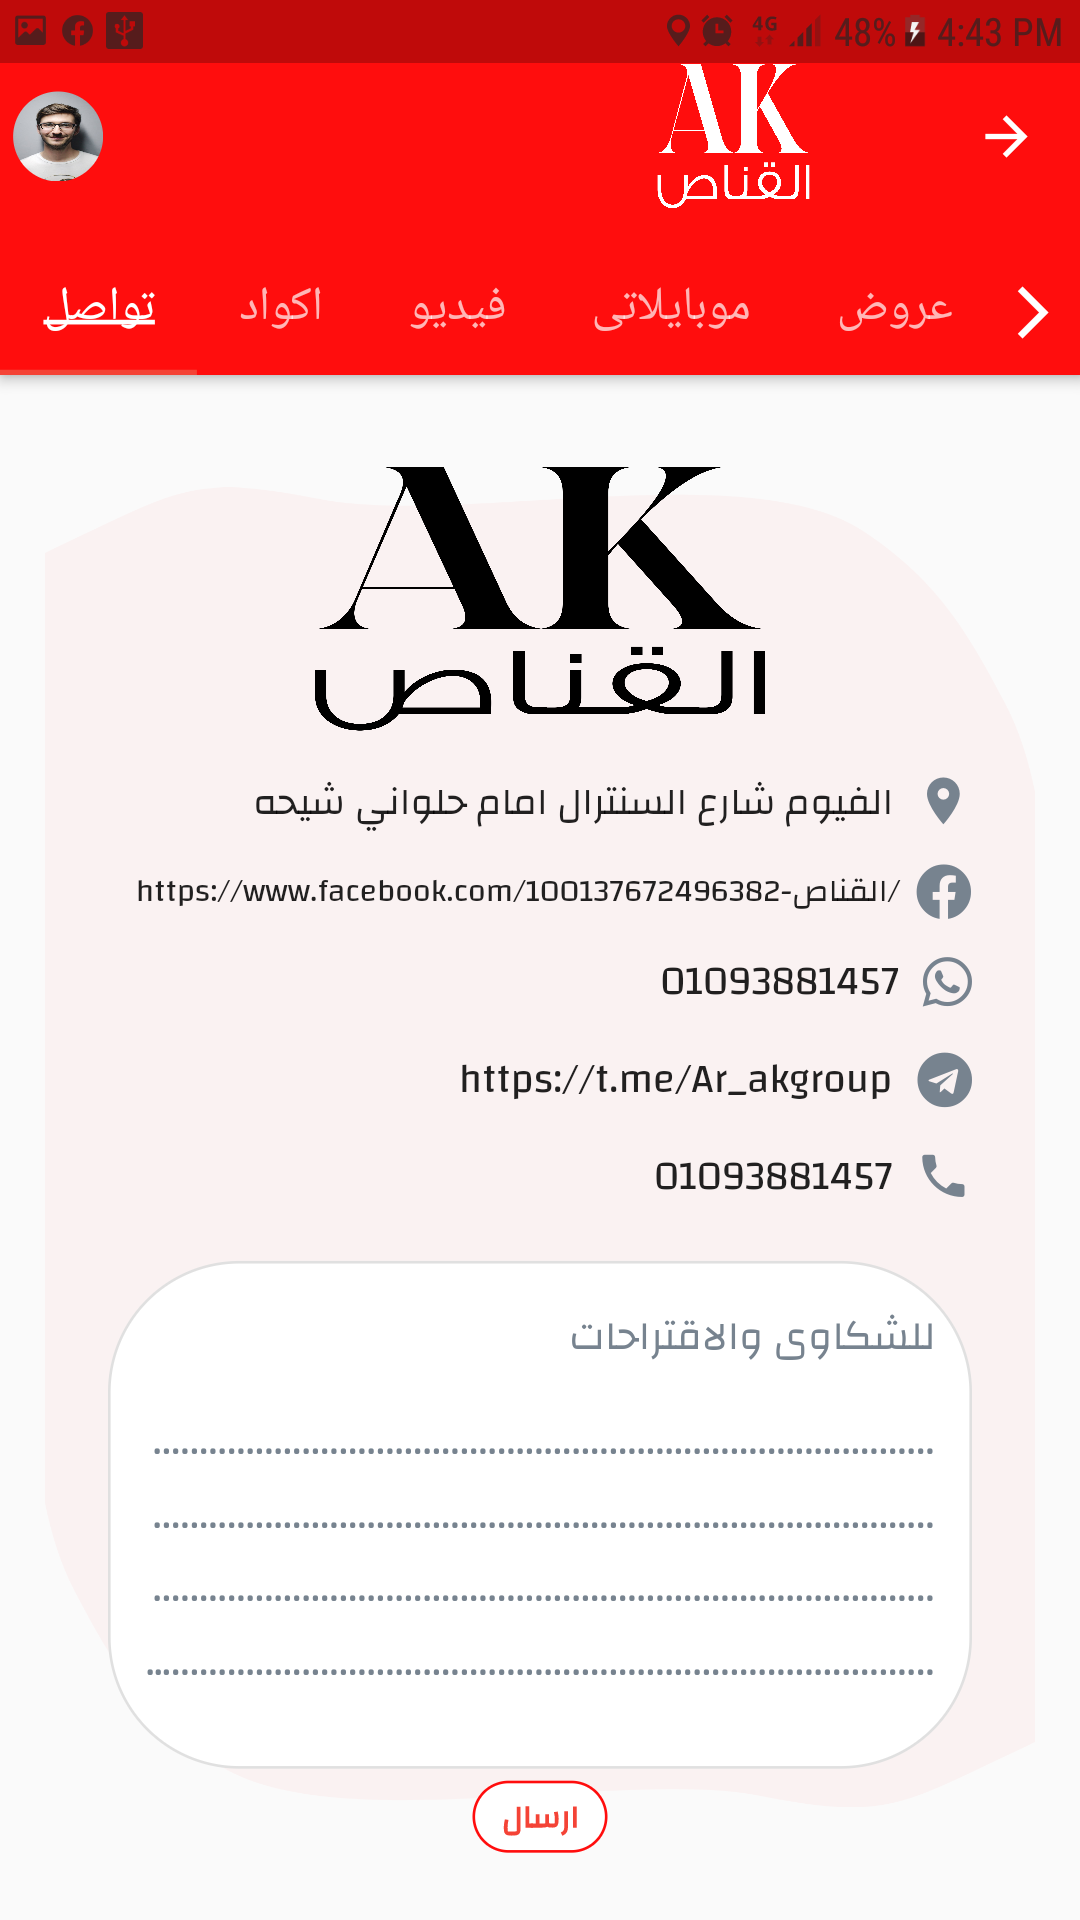 4G 48% 4:43 PM
AK
القناص
عروض موبايلاتى فيديو اكواد تواصل
AK
القناص
الفيوم شارع السنترال امام حلواني شيحه
https://www.facebook.com/القناص-100137672496382/
01093881457
https://t.me/Ar_akgroup
01093881457
للشكاوى والاقتراحات
ارسال